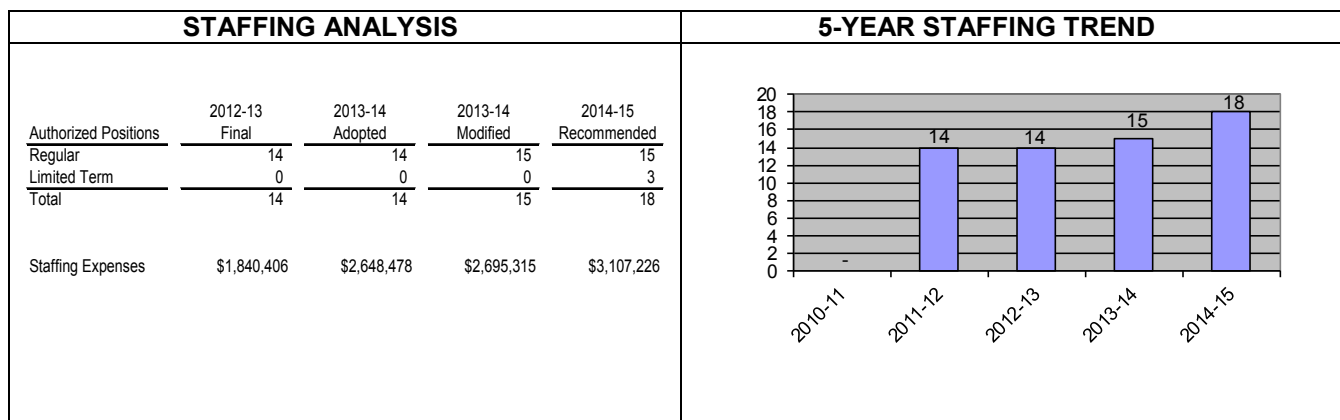 STAFFING ANALYSIS
2012-13 2013-14 2013-14 2014-15
Authorized Positions Final Adopted Modified Recommended
Regular 14 14 15 15
Limited Term 0 0 0 3
Total 14 14 15 18
Staffing Expenses $1,840,406 $2,648,478 $2,695,315 $3,107,226
5-YEAR STAFFING TREND
20
18
16
14
12
10
8
6
4
2
0
- 14 14 15 18
2010-11 2011-12 2012-13 2013-14 2014-15